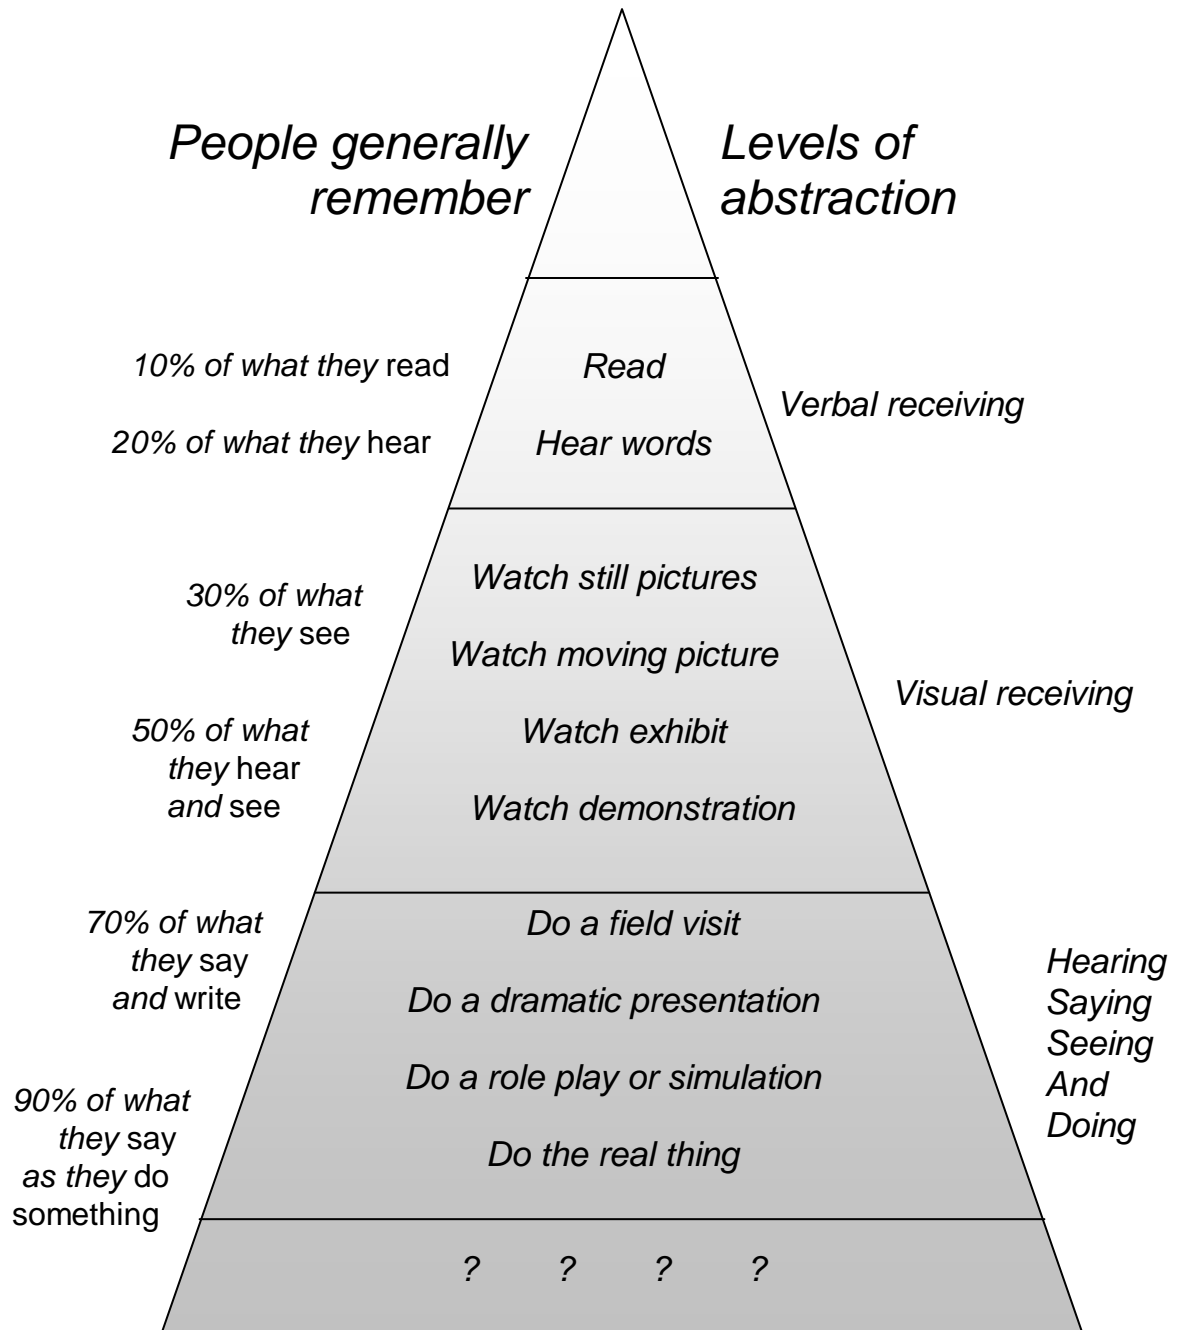 People generally
remember
Levels of
abstraction
10% of what they read
Read
Verbal receiving
20% of what they hear
Hear words
30% of what
they see
Watch still pictures
Watch moving picture
Visual receiving
50% of what
they hear
and see
Watch exhibit
Watch demonstration
70% of what
they say
and write
Do a field visit
Do a dramatic presentation
Hearing
Saying
Seeing
And
Doing
90% of what
they say
as they do
something
Do a role play or simulation
Do the real thing
? ? ? ?